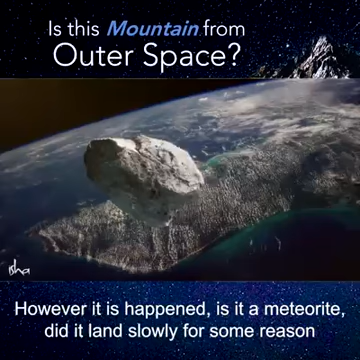 Is this Mountain from
Outer Space?
isha
However it is happened, is it a meteorite,
did it land slowly for some reason